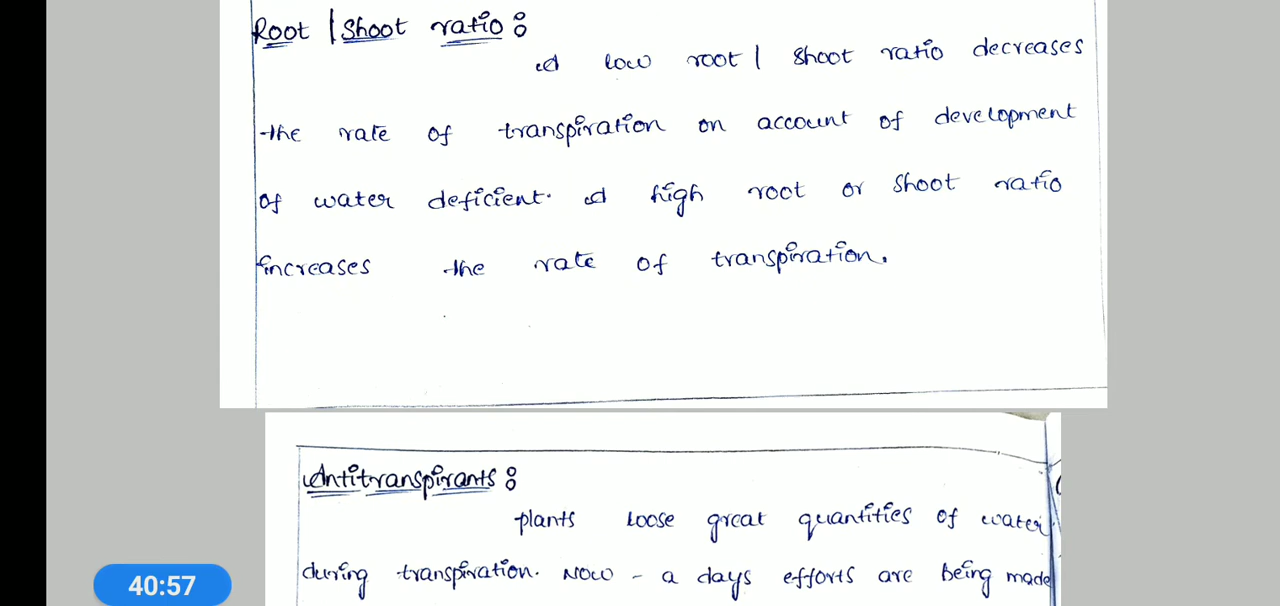 Root | Shoot ratio :
A low root | shoot ratio decreases
the rate of transpiration on account of development
of water deficient. A high root or shoot ratio
increases the rate of transpiration.
Antitranspirants :
plants loose great quantities of water
during transpiration. Now - a days efforts are being made
40:57